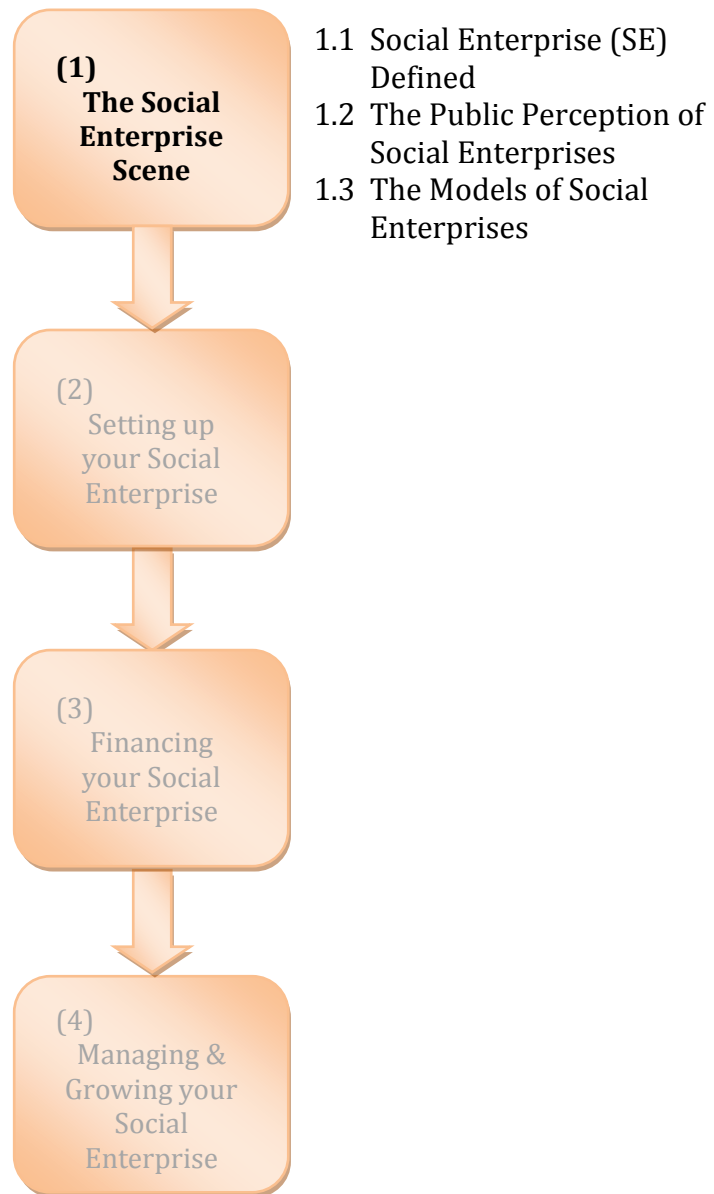 (1)
The Social
Enterprise
Scene
1.1 Social Enterprise (SE)
Defined
1.2 The Public Perception of
Social Enterprises
1.3 The Models of Social
Enterprises
(2)
Setting up
your Social
Enterprise
(3)
Financing
your Social
Enterprise
(4)
Managing &
Growing your
Social
Enterprise